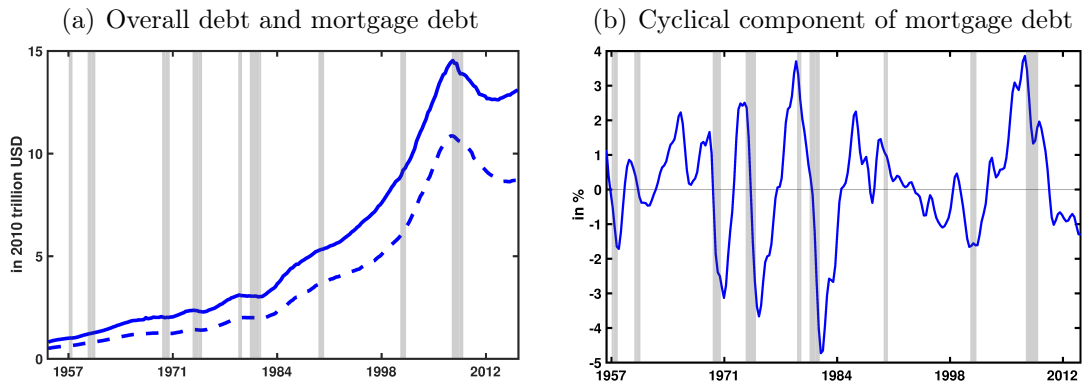 (a) Overall debt and mortgage debt
in 2010 trillion USD
15
10
5
0
1957 1971 1984 1998 2012
(b) Cyclical component of mortgage debt
in %
4
3
2
1
0
-1
-2
-3
-4
-5
1957 1971 1984 1998 2012